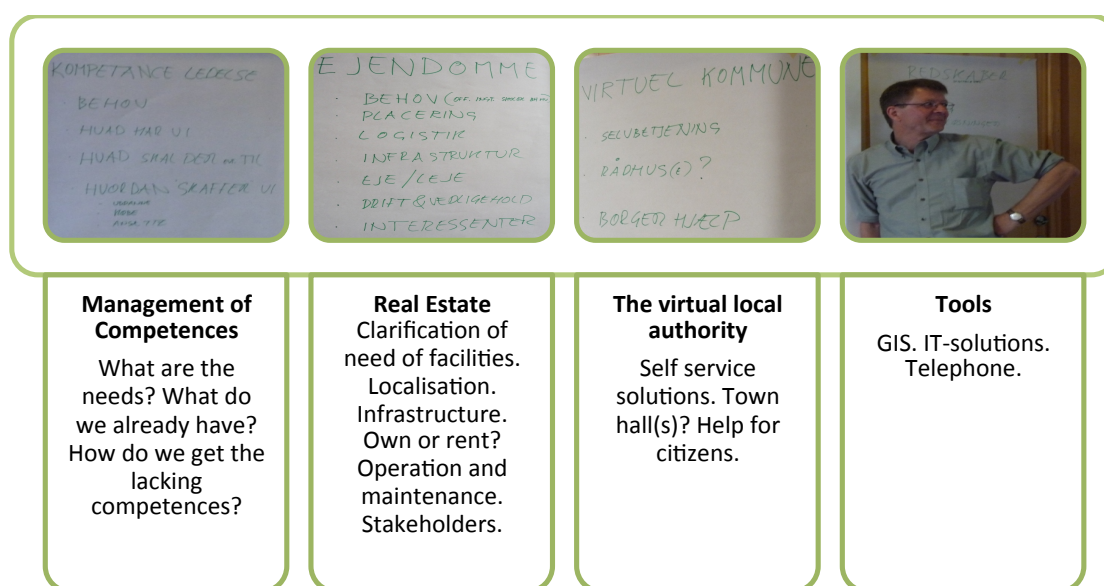 KOMPETANCE LEDELSE
· BEHOV
· HVAD HAR VI
· HVAD SKAL DER TIL
· HVORDAN SKAFFER VI
EJENDOMME
· BEHOV
· PLACERING
· LOGISTIK
· INFRASTRUKTUR
· EJE/LEJE
· DRIFT & VEDLIGEHOLD
· INTERESSENTER
VIRTUEL KOMMUNE
· SELVBETJENING
· RÅDHUS(E)?
· BORGER HJÆLP
REDSKABER
Management of
Competences
What are the
needs? What do
we already have?
How do we get the
lacking
competences?
Real Estate
Clarification of
need of facilities.
Localisation.
Infrastructure.
Own or rent?
Operation and
maintenance.
Stakeholders.
The virtual local
authority
Self service
solutions. Town
hall(s)? Help for
citizens.
Tools
GIS. IT-solutions.
Telephone.